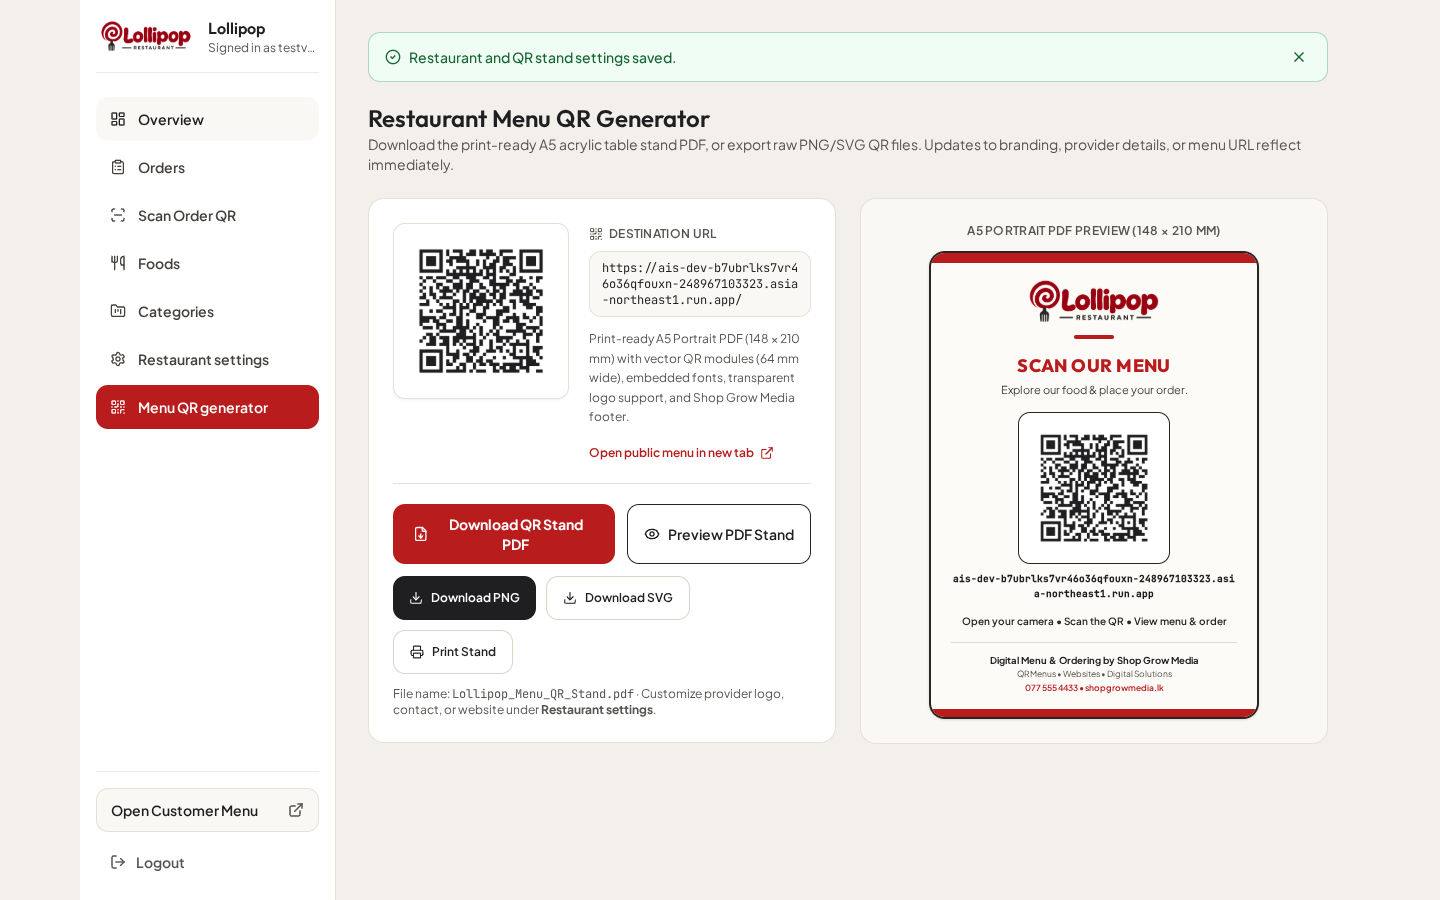 Lollipop
RESTAURANT
Lollipop
Signed in as testv...
Overview
Orders
Scan Order QR
Foods
Categories
Restaurant settings
Menu QR generator
Open Customer Menu
Logout
Restaurant and QR stand settings saved.
Restaurant Menu QR Generator
Download the print-ready A5 acrylic table stand PDF, or export raw PNG/SVG QR files. Updates to branding, provider details, or menu URL reflect
immediately.
DESTINATION URL
https://ais-dev-b7ubrlks7vr4
6o36qfouxn-248967103323.asia
-northeast1.run.app/
Print-ready A5 Portrait PDF (148 × 210
mm) with vector QR modules (64 mm
wide), embedded fonts, transparent
logo support, and Shop Grow Media
footer.
Open public menu in new tab
Download QR Stand
PDF
Preview PDF Stand
Download PNG
Download SVG
Print Stand
File name: Lollipop_Menu_QR_Stand.pdf · Customize provider logo,
contact, or website under Restaurant settings.
A5 PORTRAIT PDF PREVIEW (148 × 210 MM)
Lollipop
RESTAURANT
SCAN OUR MENU
Explore our food & place your order.
ais-dev-b7ubrlks7vr46o36qfouxn-248967103323.asi
a-northeast1.run.app
Open your camera • Scan the QR • View menu & order
Digital Menu & Ordering by Shop Grow Media
QR Menus • Websites • Digital Solutions
077 555 4433 • shopgrowmedia.lk